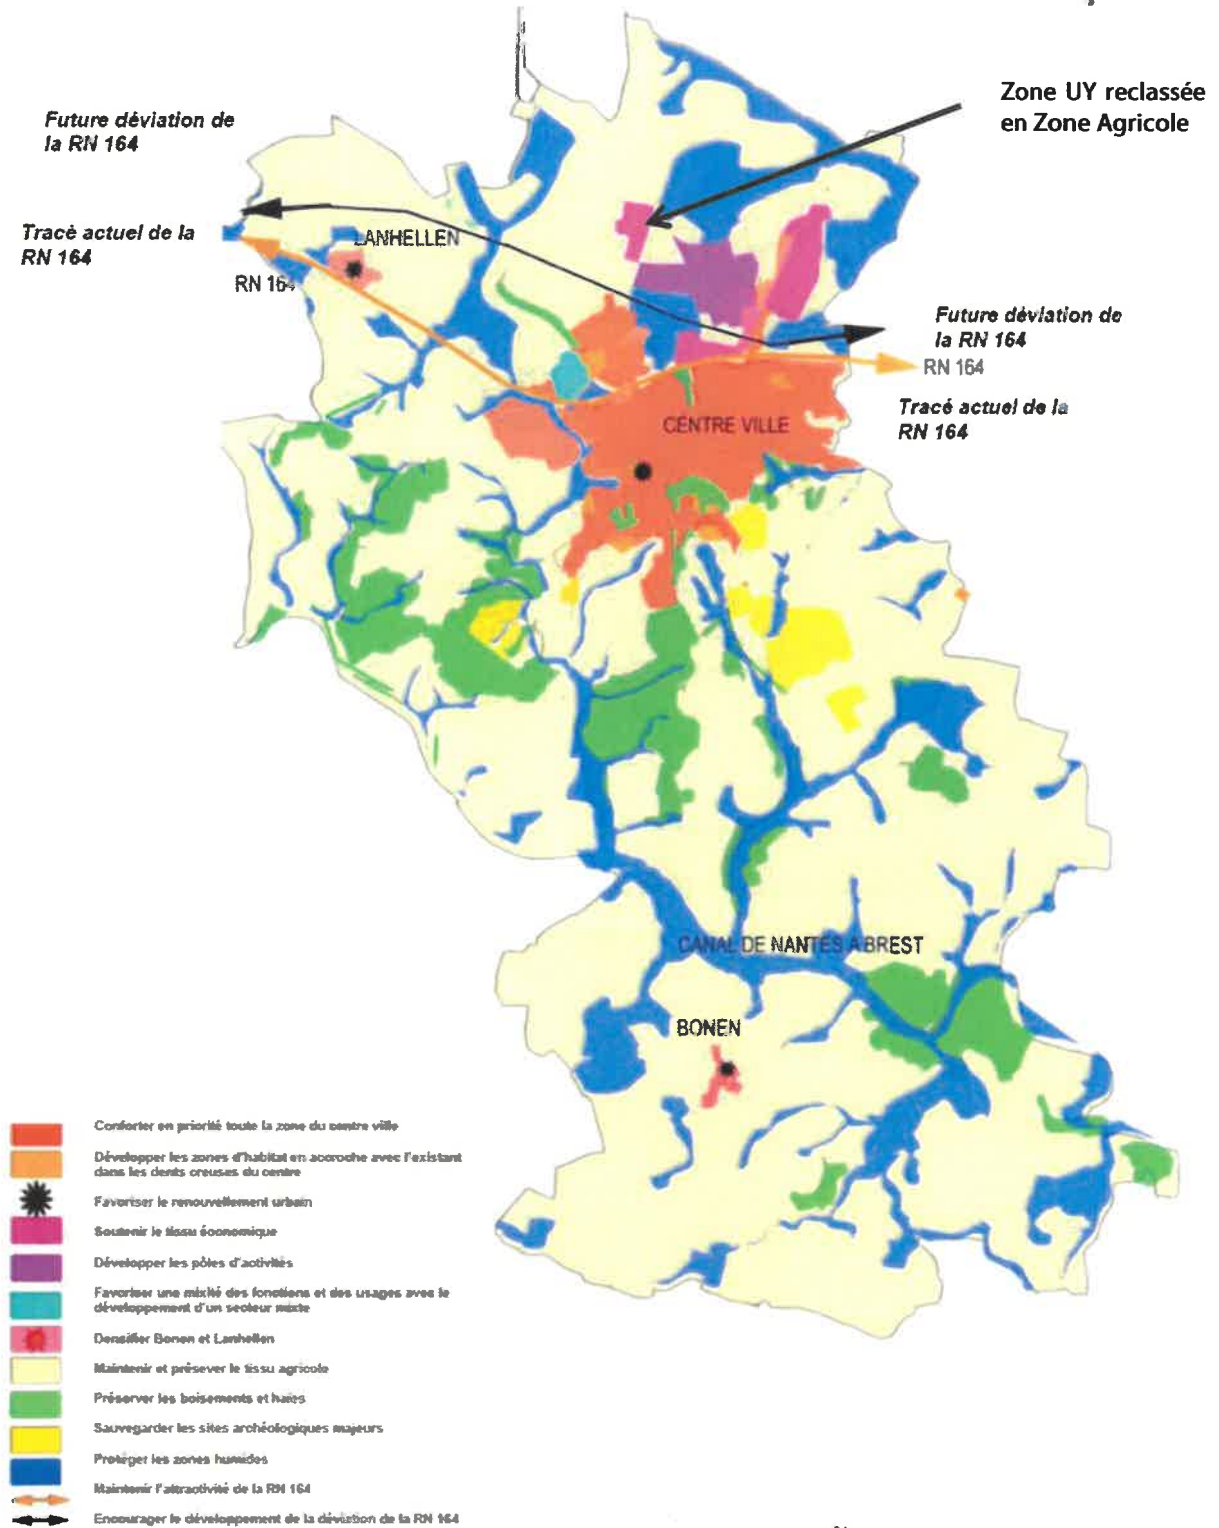 Zone UY reclassée
en Zone Agricole
Future déviation de
la RN 164
Tracè actuel de la
RN 164
LANHELLEN
RN 164
Future déviation de
la RN 164
RN 164
Tracé actuel de la
RN 164
CENTRE VILLE
CANAL DE NANTES A BREST
BONEN
Conforter en priorité toute la zone du centre ville
Développer les zones d'habitat en accroche avec l'existant
dans les dents creuses du centre
Favoriser le renouvellement urbain
Soutenir le tissu économique
Développer les pôles d'activités
Favoriser une mixité des fonctions et des usages avec le
développement d'un secteur mixte
Densifier Bonen et Lanhellen
Maintenir et présever le tissu agricole
Préserver les boisements et haies
Sauvegarder les sites archéologiques majeurs
Protéger les zones humides
Maintenir l'attractivité de la RN 164
Encourager le développement de la déviation de la RN 164